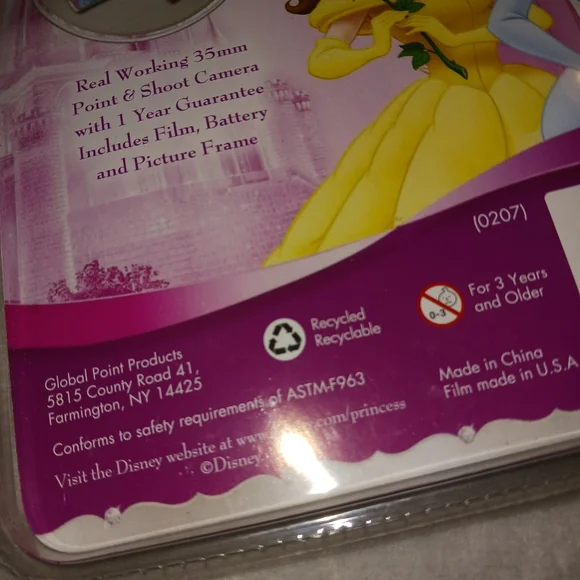 Real Working 35mm
Point & Shoot Camera
with 1 Year Guarantee
Includes Film, Battery
and Picture Frame
(0207)
0-3
For 3 Years
and Older
Recycled
Recyclable
Global Point Products
5815 County Road 41,
Farmington, NY 14425
Made in China
Film made in U.S.A
Conforms to safety requirements of ASTM-F963
Visit the Disney website at www. .com/princess
©Disney